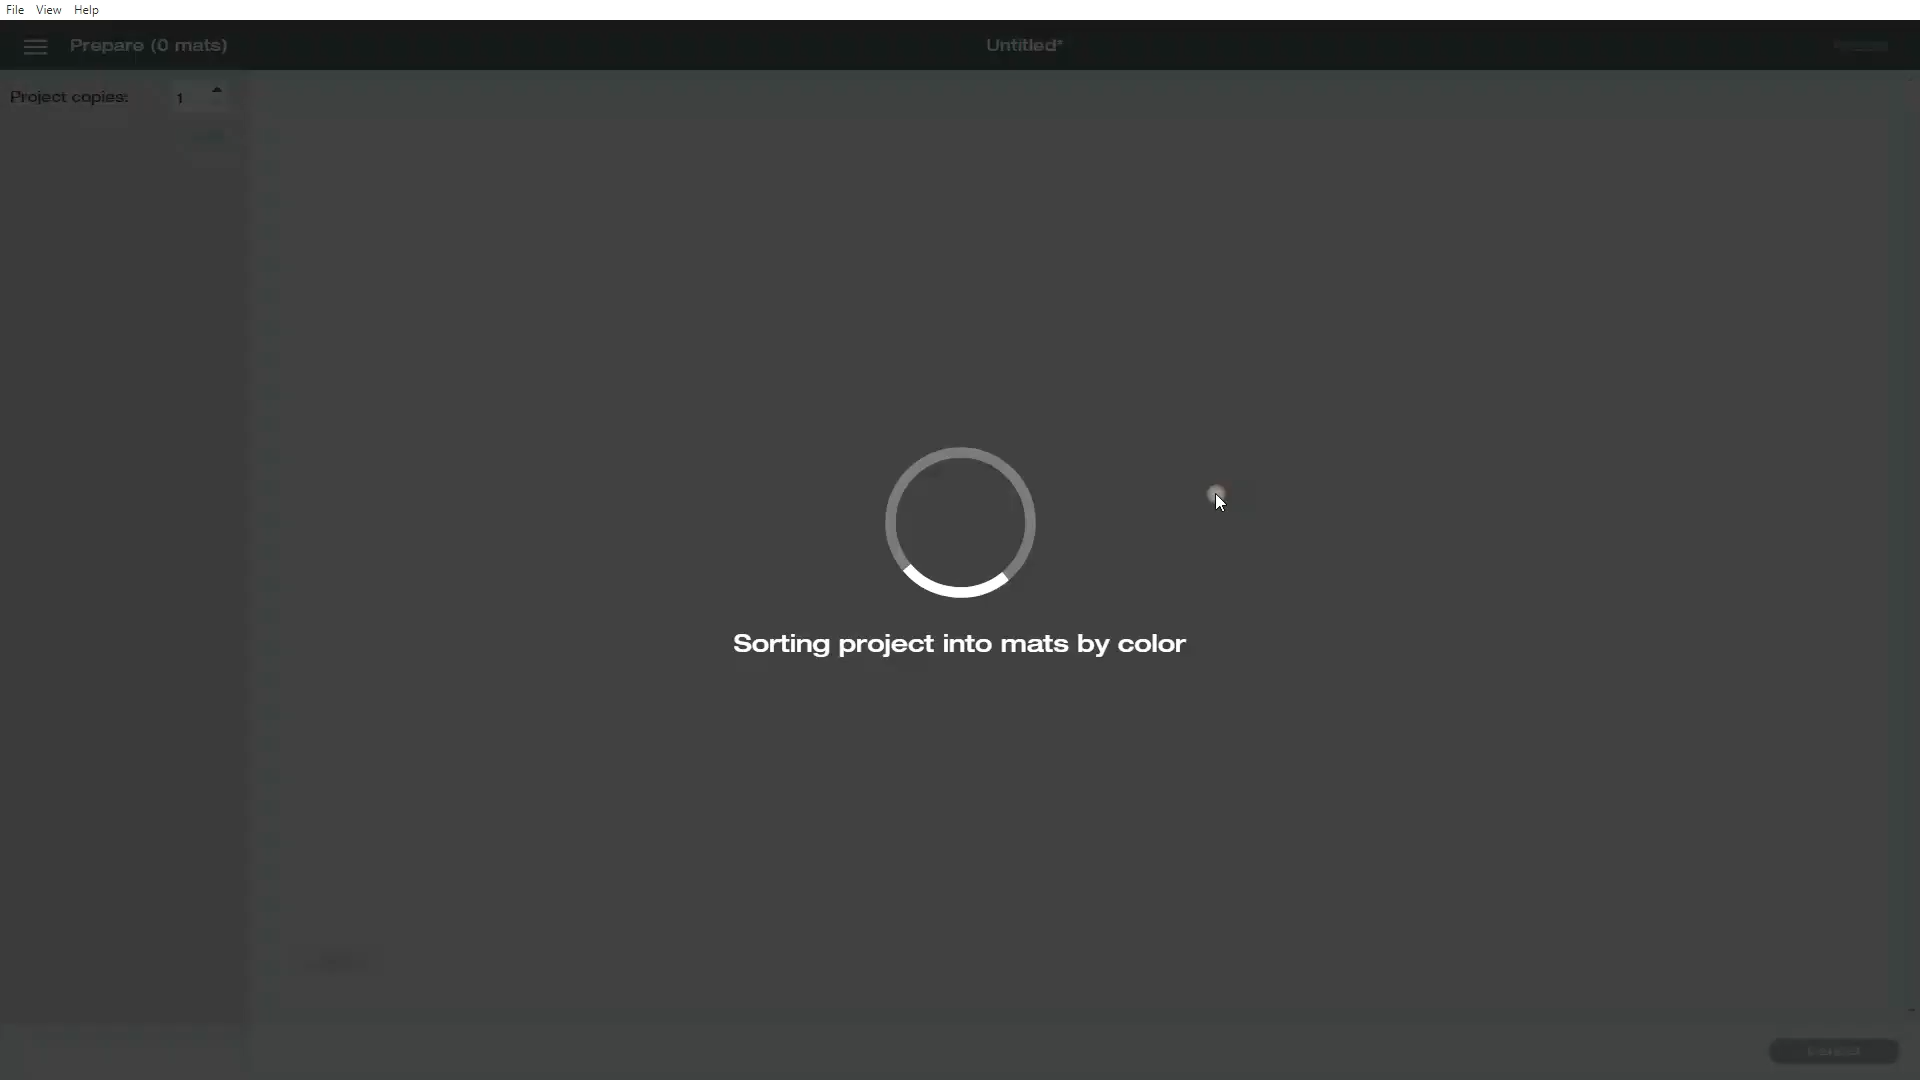 File View Help
Prepare (0 mats) Untitled*
Project copies: 1
Sorting project into mats by color